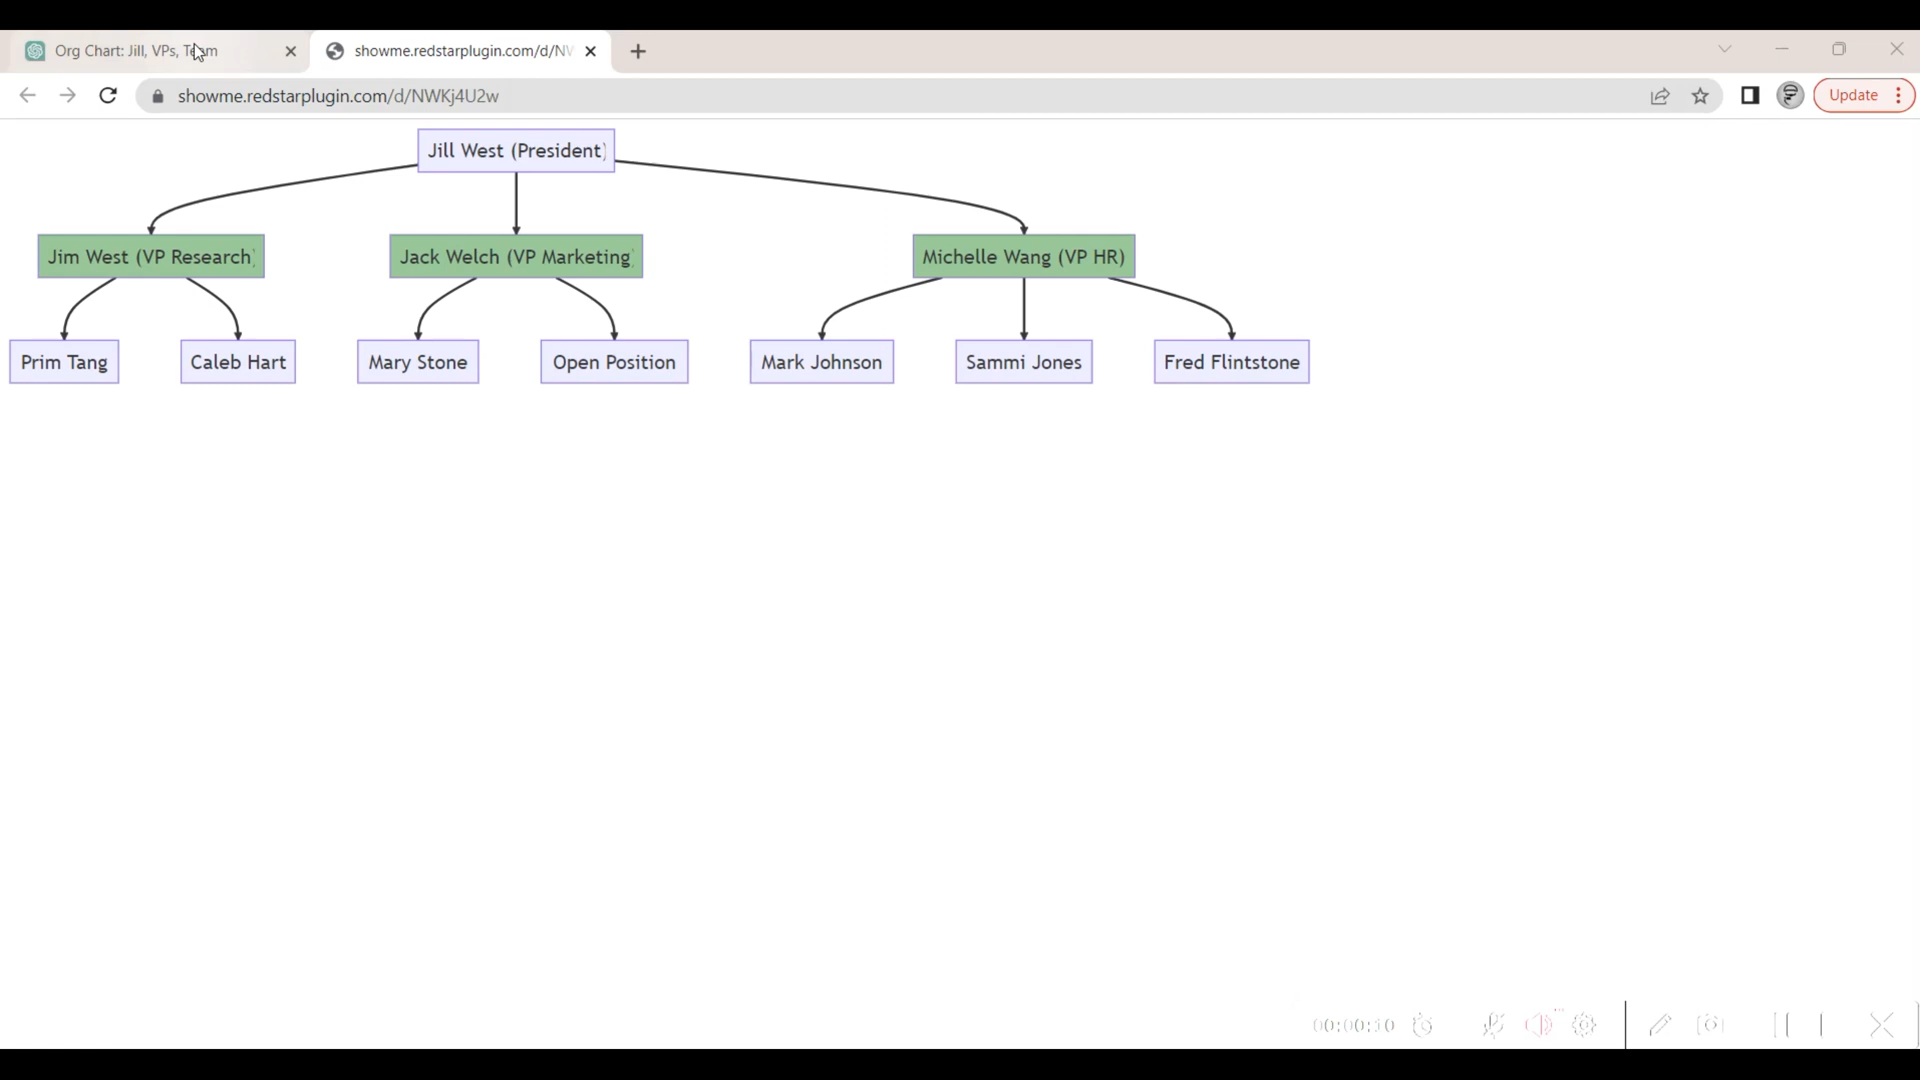 Org Chart: Jill, VPs, Team
showme.redstarplugin.com/d/NW
showme.redstarplugin.com/d/NWKj4U2w
Update
Jill West (President)
Jim West (VP Research)
Jack Welch (VP Marketing)
Michelle Wang (VP HR)
Prim Tang
Caleb Hart
Mary Stone
Open Position
Mark Johnson
Sammi Jones
Fred Flintstone